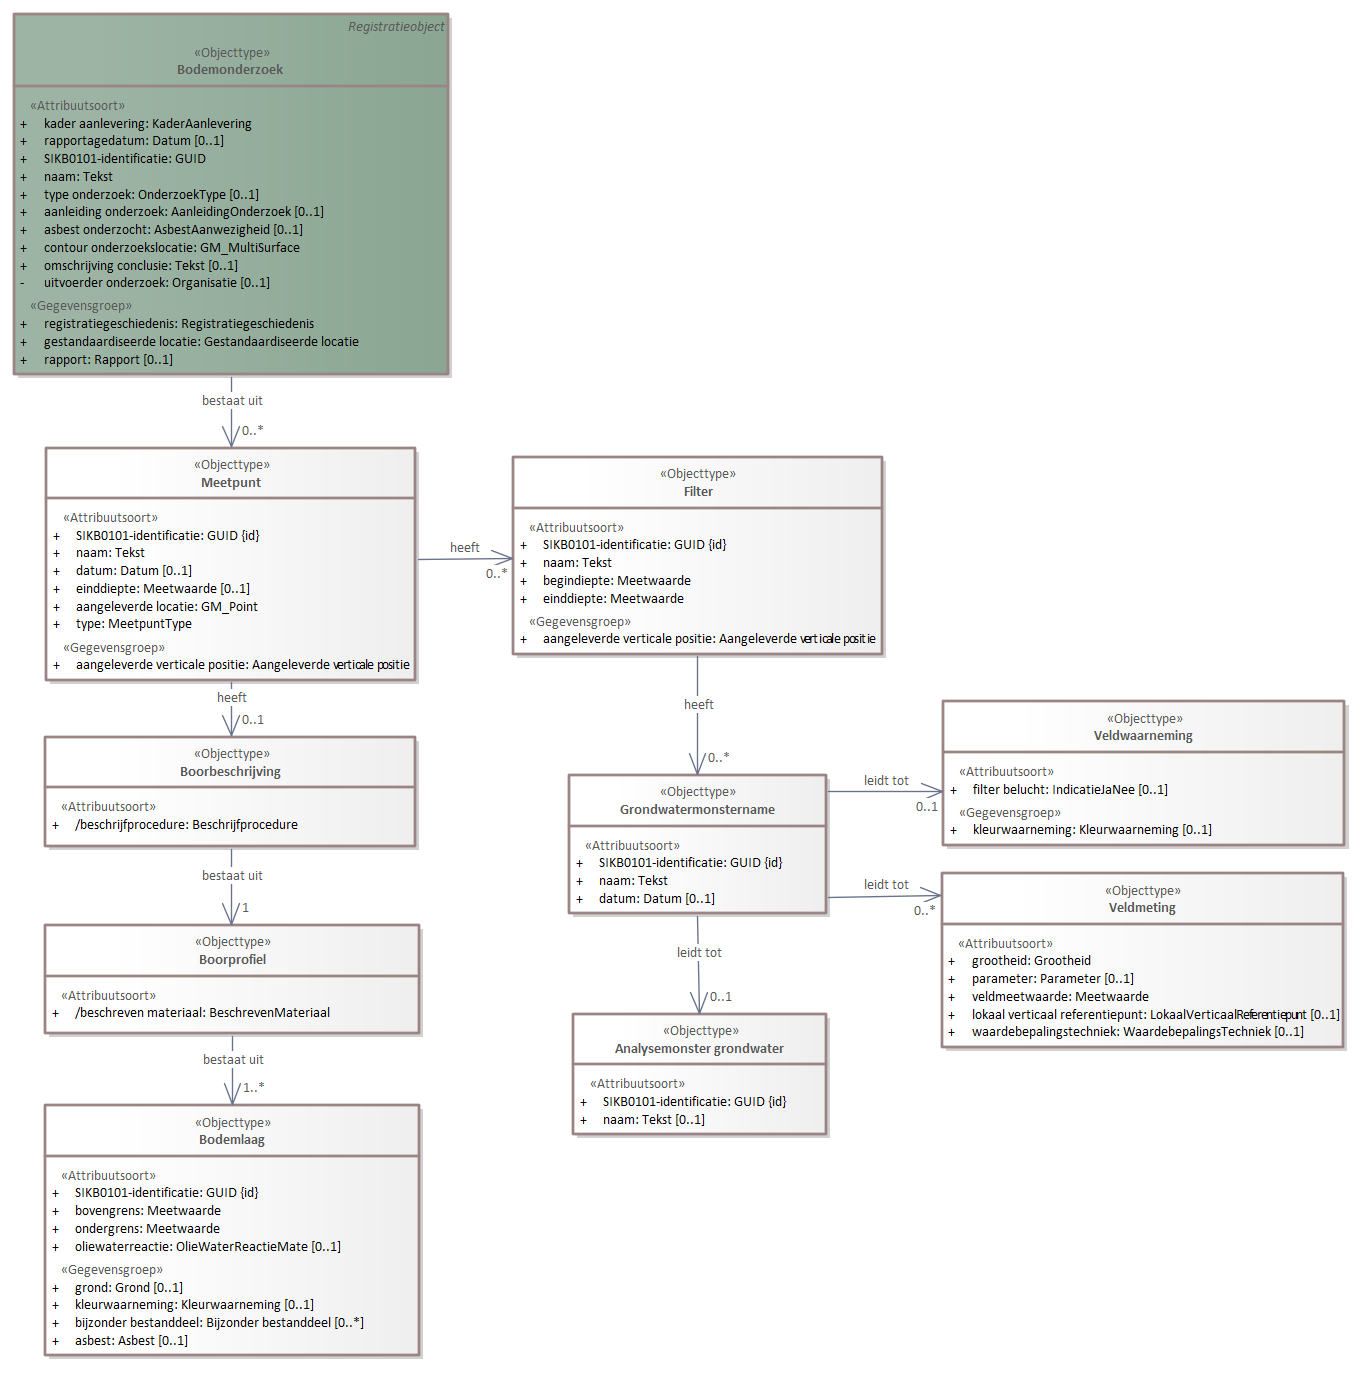 Registratieobject
«Objecttype»
Bodemonderzoek
«Attribuutsoort»
+ kader aanlevering: KaderAanlevering
+ rapportagedatum: Datum [0..1]
+ SIKB0101-identificatie: GUID
+ naam: Tekst
+ type onderzoek: OnderzoekType [0..1]
+ aanleiding onderzoek: AanleidingOnderzoek [0..1]
+ asbest onderzocht: AsbestAanwezigheid [0..1]
+ contour onderzoekslocatie: GM_MultiSurface
+ omschrijving conclusie: Tekst [0..1]
- uitvoerder onderzoek: Organisatie [0..1]
«Gegevensgroep»
+ registratiegeschiedenis: Registratiegeschiedenis
+ gestandaardiseerde locatie: Gestandaardiseerde locatie
+ rapport: Rapport [0..1]
bestaat uit
0..*
«Objecttype»
Meetpunt
«Attribuutsoort»
+ SIKB0101-identificatie: GUID {id}
+ naam: Tekst
+ datum: Datum [0..1]
+ einddiepte: Meetwaarde [0..1]
+ aangeleverde locatie: GM_Point
+ type: MeetpuntType
«Gegevensgroep»
+ aangeleverde verticale positie: Aangeleverde verticale positie
heeft
0..*
«Objecttype»
Filter
«Attribuutsoort»
+ SIKB0101-identificatie: GUID {id}
+ naam: Tekst
+ begindiepte: Meetwaarde
+ einddiepte: Meetwaarde
«Gegevensgroep»
+ aangeleverde verticale positie: Aangeleverde verticale positie
heeft
0..1
«Objecttype»
Boorbeschrijving
«Attribuutsoort»
+ /beschrijfprocedure: Beschrijfprocedure
bestaat uit
1
«Objecttype»
Boorprofiel
«Attribuutsoort»
+ /beschreven materiaal: BeschrevenMateriaal
bestaat uit
1..*
«Objecttype»
Bodemlaag
«Attribuutsoort»
+ SIKB0101-identificatie: GUID {id}
+ bovengrens: Meetwaarde
+ ondergrens: Meetwaarde
+ oliewaterreactie: OlieWaterReactieMate [0..1]
«Gegevensgroep»
+ grond: Grond [0..1]
+ kleurwaarneming: Kleurwaarneming [0..1]
+ bijzonder bestanddeel: Bijzonder bestanddeel [0..*]
+ asbest: Asbest [0..1]
heeft
0..*
«Objecttype»
Grondwatermonstername
«Attribuutsoort»
+ SIKB0101-identificatie: GUID {id}
+ naam: Tekst
+ datum: Datum [0..1]
leidt tot
0..1
«Objecttype»
Veldwaarneming
«Attribuutsoort»
+ filter belucht: IndicatieJaNee [0..1]
«Gegevensgroep»
+ kleurwaarneming: Kleurwaarneming [0..1]
leidt tot
0..*
«Objecttype»
Veldmeting
«Attribuutsoort»
+ grootheid: Grootheid
+ parameter: Parameter [0..1]
+ veldmeetwaarde: Meetwaarde
+ lokaal verticaal referentiepunt: LokaalVerticaalReferentiepunt [0..1]
+ waardebepalingstechniek: WaardebepalingsTechniek [0..1]
leidt tot
0..1
«Objecttype»
Analysemonster grondwater
«Attribuutsoort»
+ SIKB0101-identificatie: GUID {id}
+ naam: Tekst [0..1]